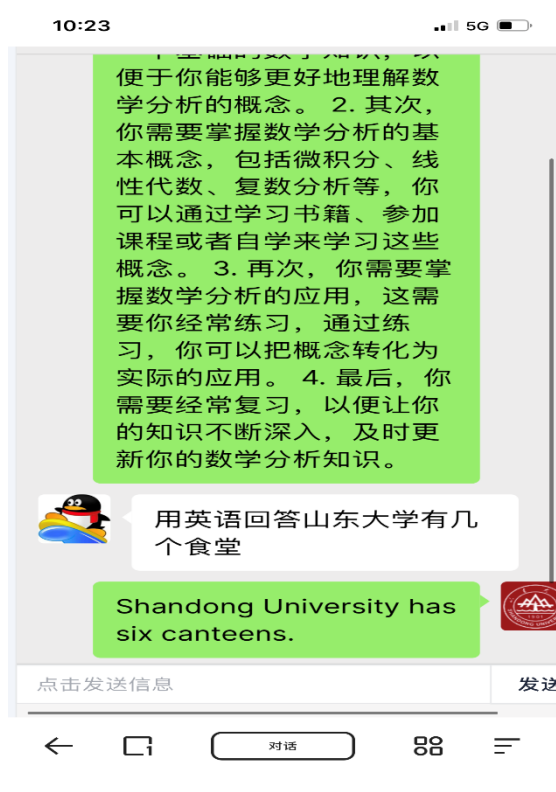 10:23
5G
便于你能够更好地理解数
学分析的概念。 2. 其次，
你需要掌握数学分析的基
本概念，包括微积分、线
性代数、复数分析等，你
可以通过学习书籍、参加
课程或者自学来学习这些
概念。 3. 再次，你需要掌
握数学分析的应用，这需
要你经常练习，通过练
习，你可以把概念转化为
实际的应用。 4. 最后，你
需要经常复习，以便让你
的知识不断深入，及时更
新你的数学分析知识。
用英语回答山东大学有几
个食堂
Shandong University has
six canteens.
点击发送信息
发送
对话